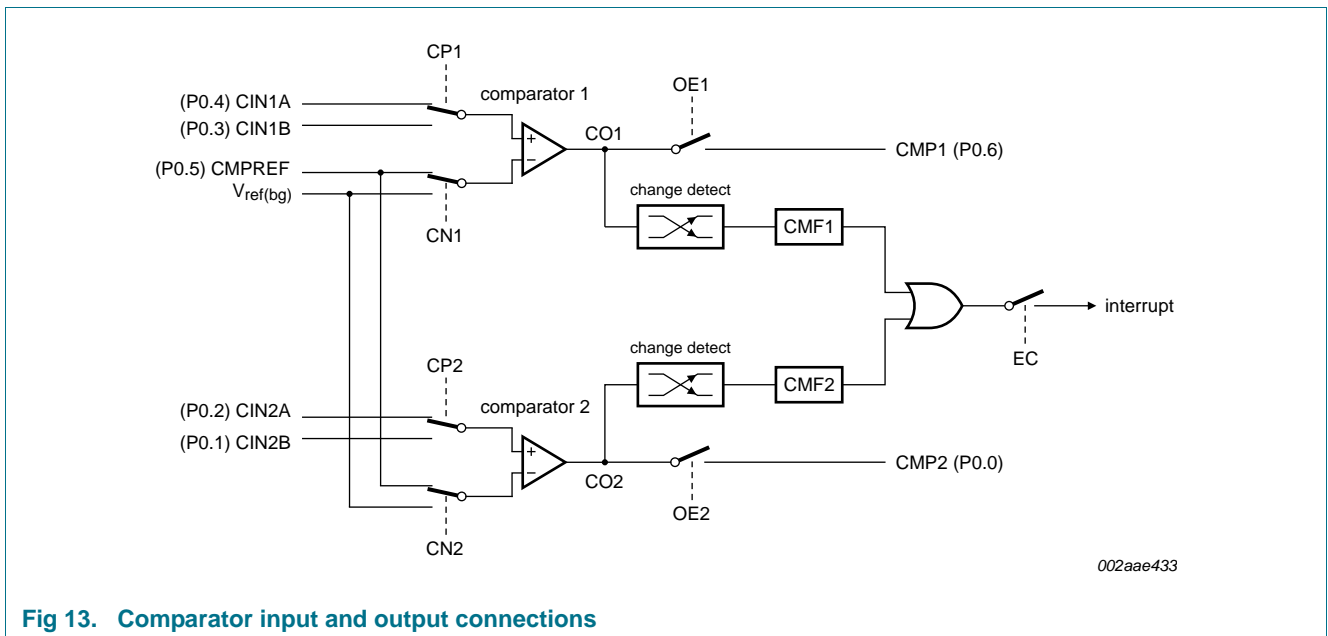 CP1
(P0.4) CIN1A
comparator 1
OE1
(P0.3) CIN1B
CO1
CMP1 (P0.6)
(P0.5) CMPREF
Vref(bg)
change detect
CN1
CMF1
interrupt
change detect
EC
CP2
CMF2
(P0.2) CIN2A
comparator 2
(P0.1) CIN2B
CMP2 (P0.0)
CO2
OE2
CN2
002aae433
Fig 13. Comparator input and output connections